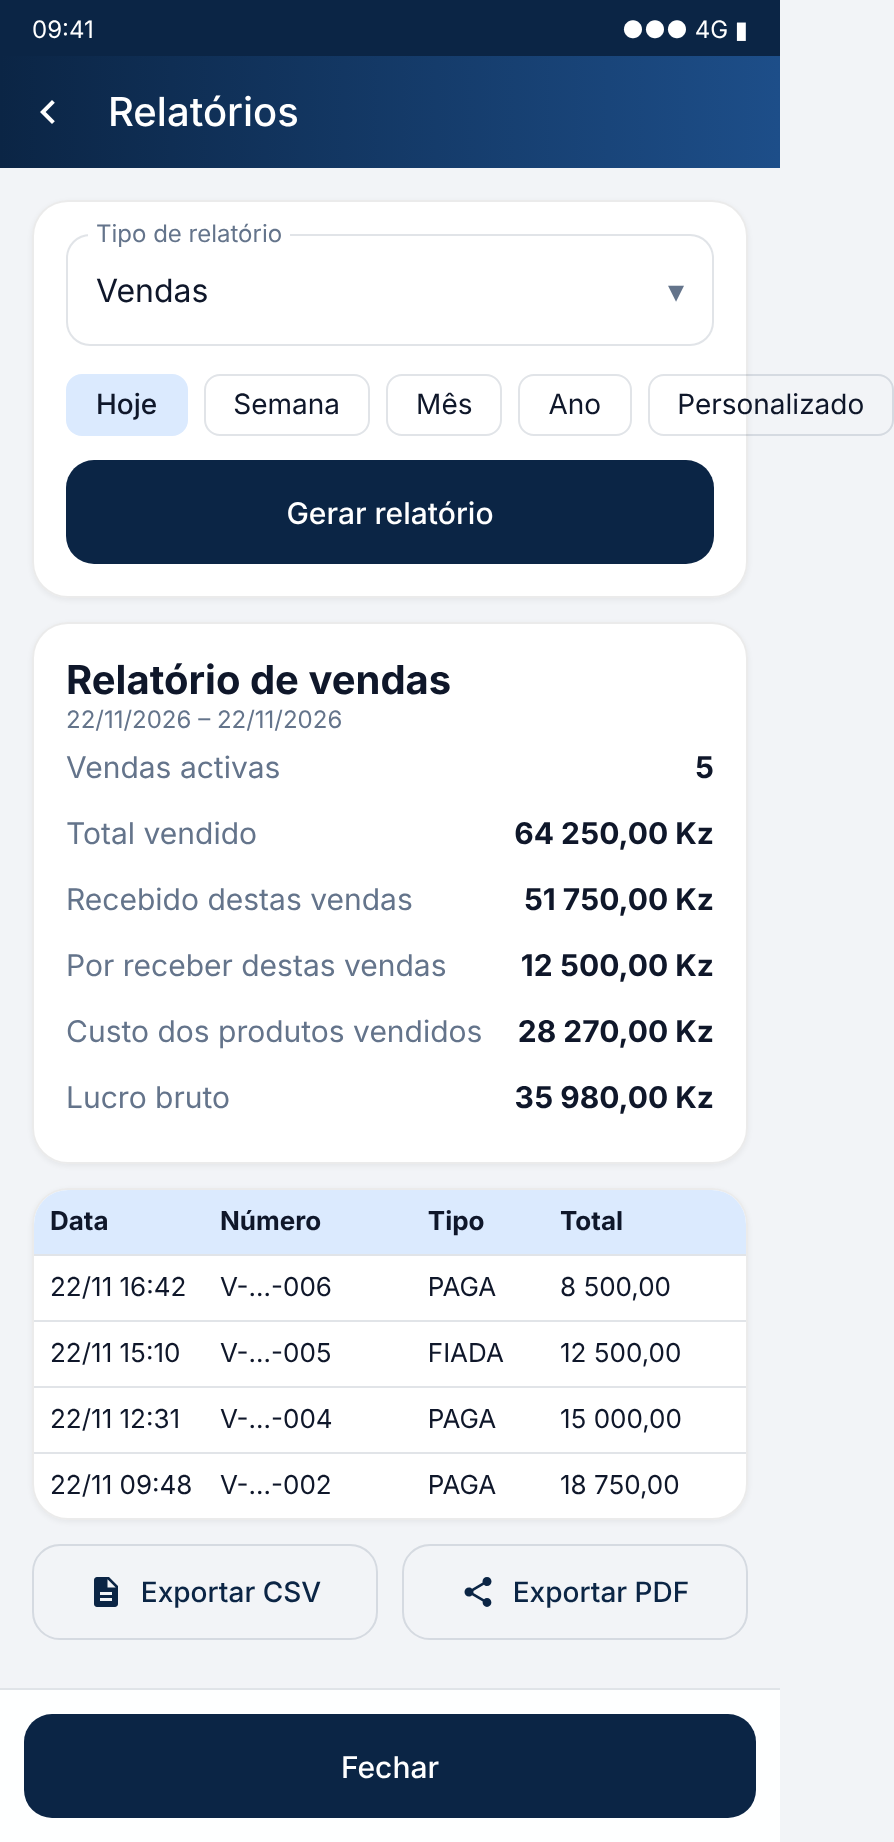 09:41
4G
Relatórios
Tipo de relatório
Vendas
Hoje Semana Mês Ano Personalizado
Gerar relatório
Relatório de vendas
22/11/2026 – 22/11/2026
Vendas activas 5
Total vendido 64 250,00 Kz
Recebido destas vendas 51 750,00 Kz
Por receber destas vendas 12 500,00 Kz
Custo dos produtos vendidos 28 270,00 Kz
Lucro bruto 35 980,00 Kz
Data Número Tipo Total
22/11 16:42 V-...-006 PAGA 8 500,00
22/11 15:10 V-...-005 FIADA 12 500,00
22/11 12:31 V-...-004 PAGA 15 000,00
22/11 09:48 V-...-002 PAGA 18 750,00
Exportar CSV Exportar PDF
Fechar